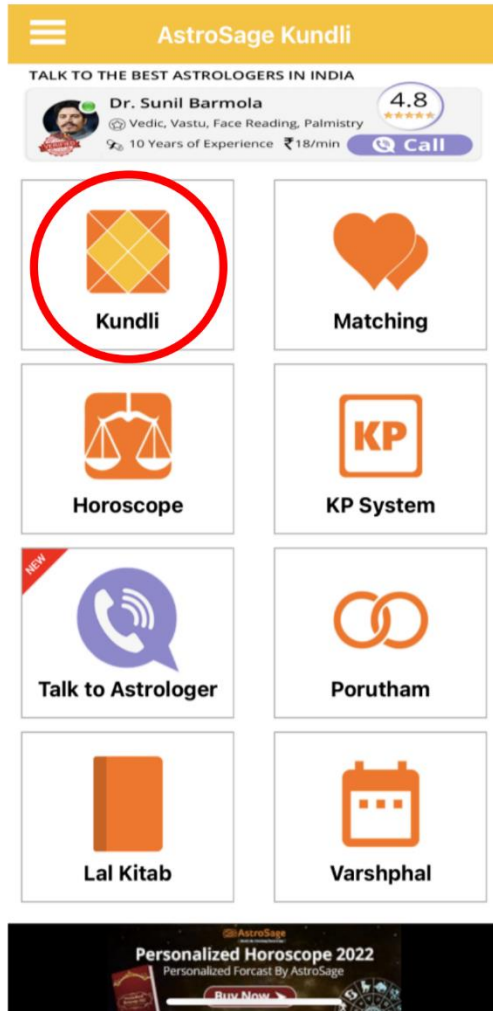 AstroSage Kundli
TALK TO THE BEST ASTROLOGERS IN INDIA
Dr. Sunil Barmola
4.8
Vedic, Vastu, Face Reading, Palmistry
10 Years of Experience ₹18/min
Call
Kundli
Matching
Horoscope
KP
KP System
NEW
Talk to Astrologer
Porutham
Lal Kitab
Varshphal
AstroSage
Personalized Horoscope 2022
Personalized Forcast By AstroSage
Buy Now